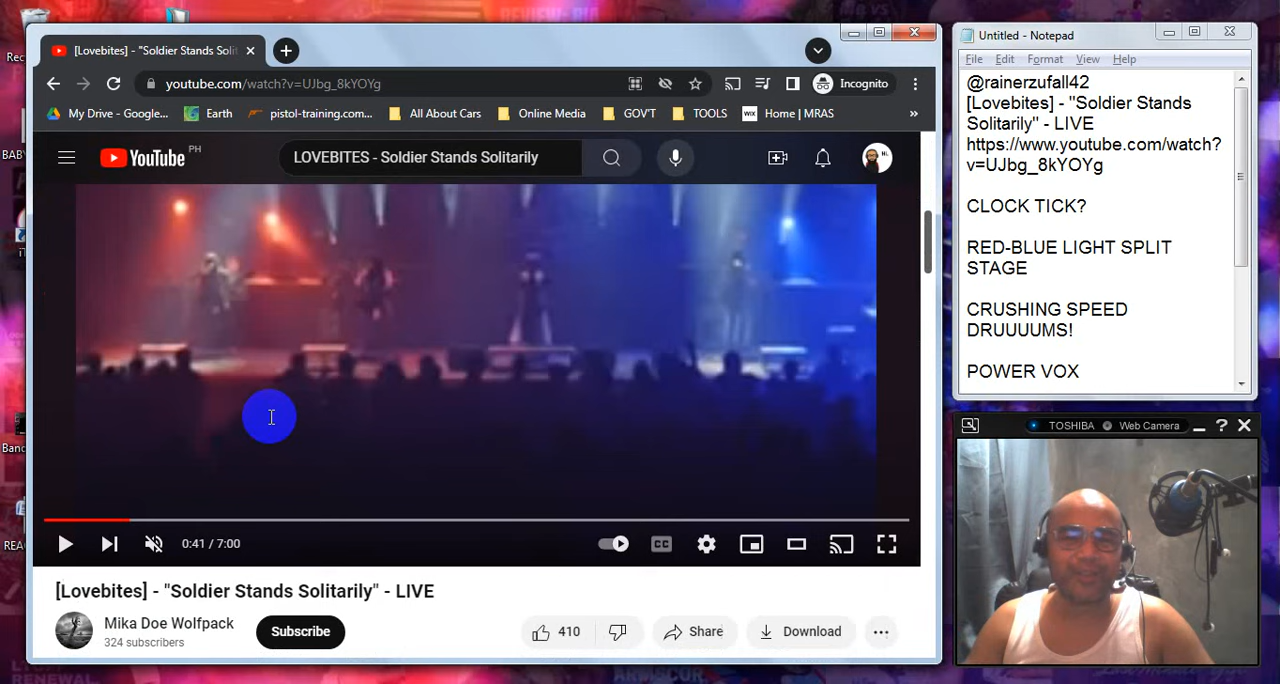 [Lovebites] - "Soldier Stands Soli
youtube.com/watch?v=UJbg_8kYOYg
Incognito
My Drive - Google...
Earth
pistol-training.com...
All About Cars
Online Media
GOV'T
TOOLS
WIX
Home | MRAS
»
YouTube PH
LOVEBITES - Soldier Stands Solitarily
0:41 / 7:00
CC
[Lovebites] - "Soldier Stands Solitarily" - LIVE
Mika Doe Wolfpack
324 subscribers
Subscribe
410
Share
Download
Untitled - Notepad
File Edit Format View Help
@rainerzufall42
[Lovebites] - "Soldier Stands
Solitarily" - LIVE
https://www.youtube.com/watch?
v=UJbg_8kYOYg
CLOCK TICK?
RED-BLUE LIGHT SPLIT
STAGE
CRUSHING SPEED
DRUUUUMS!
POWER VOX
TOSHIBA Web Camera